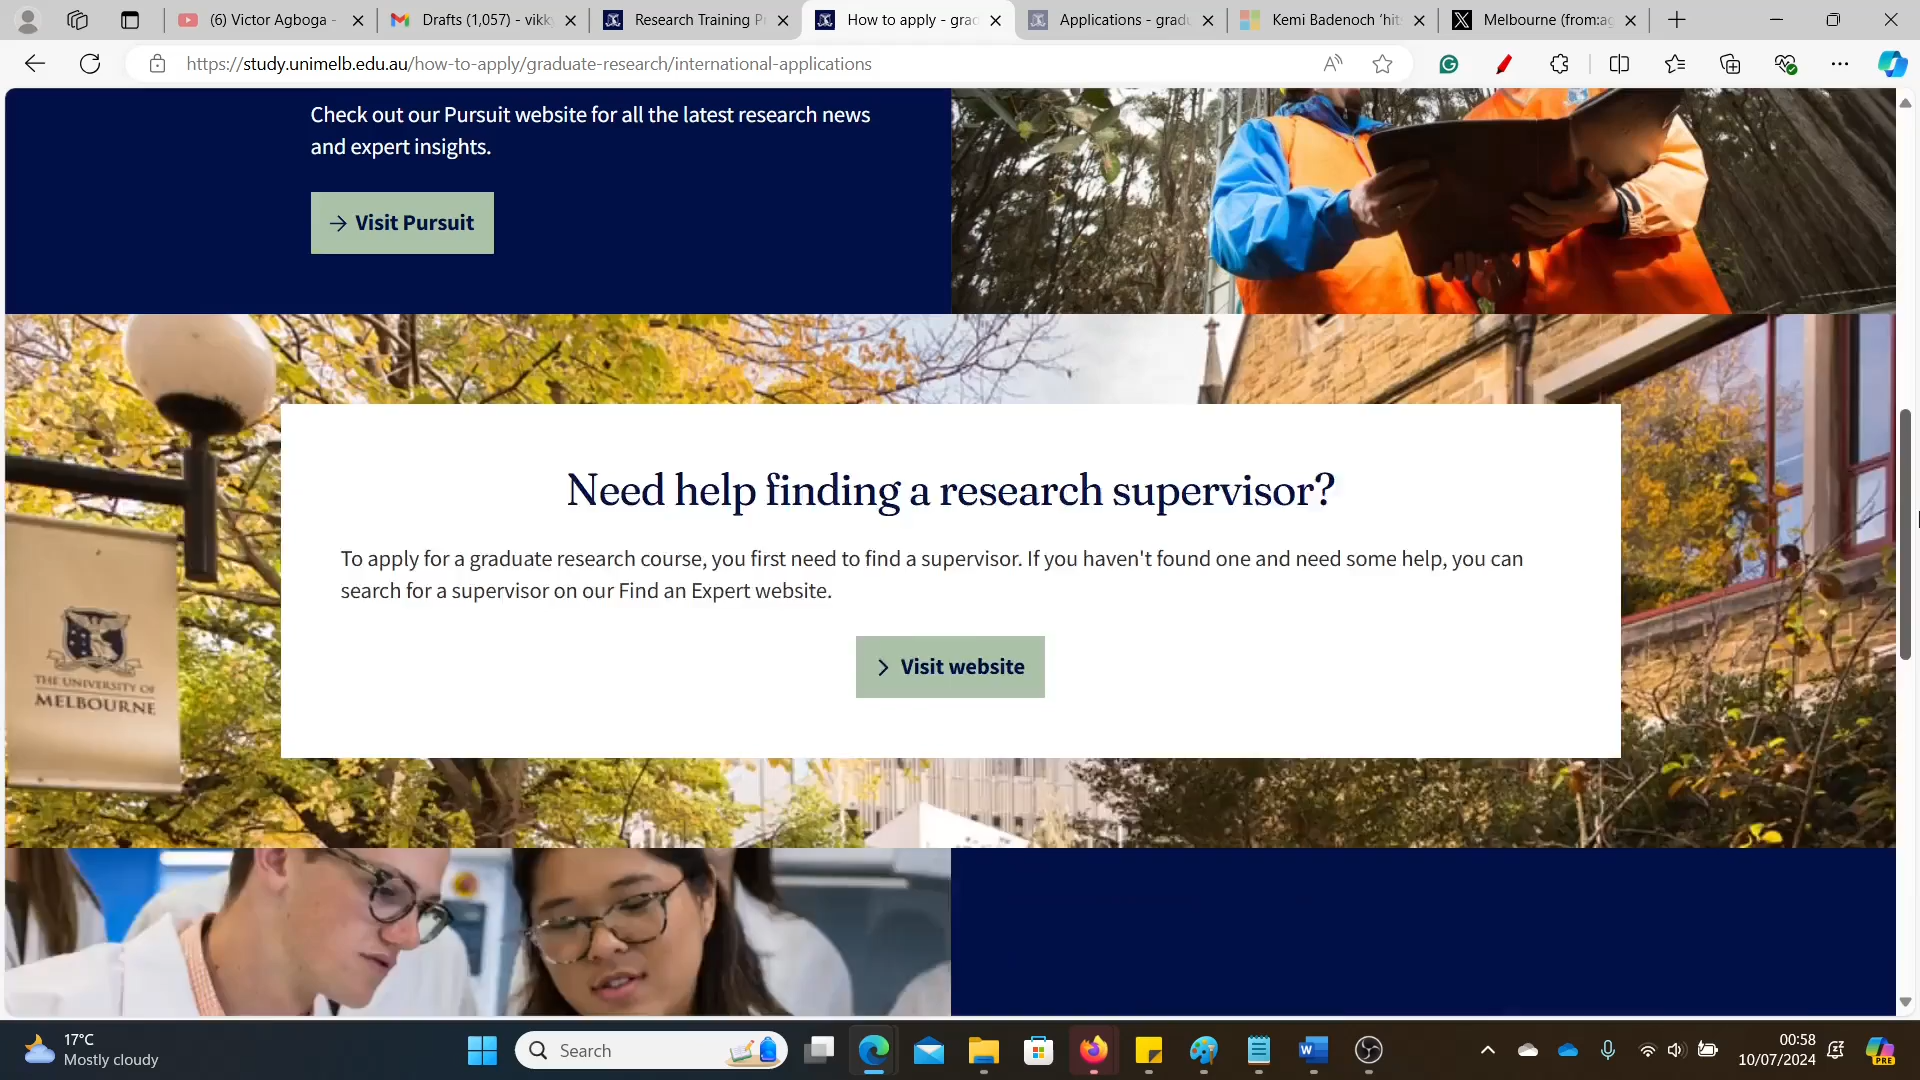 (6) Victor Agboga -
Drafts (1,057) - vikk
Research Training P
How to apply - grad
Applications - gradu
Kemi Badenoch ‘hit
Melbourne (from:ag
https://study.unimelb.edu.au/how-to-apply/graduate-research/international-applications
Check out our Pursuit website for all the latest research news
and expert insights.
→ Visit Pursuit
Need help finding a research supervisor?
To apply for a graduate research course, you first need to find a supervisor. If you haven't found one and need some help, you can
search for a supervisor on our Find an Expert website.
Visit website
THE UNIVERSITY OF
MELBOURNE
17°C
Mostly cloudy
Search
00:58
10/07/2024
PRE